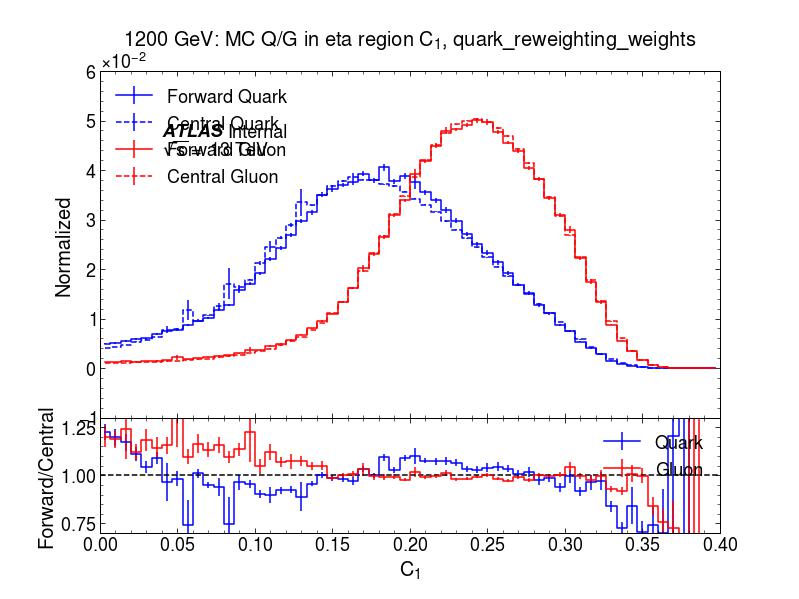 1200 GeV: MC Q/G in eta region C₁, quark_reweighting_weights
×10⁻²
6
5
4
3
2
1
0
−1
Normalized
Forward Quark
Central Quark
ATLAS Internal
√s = 13 TeV
Forward Gluon
Central Gluon
1.25
1.00
0.75
Forward/Central
Quark
Gluon
0.00 0.05 0.10 0.15 0.20 0.25 0.30 0.35 0.40
C₁